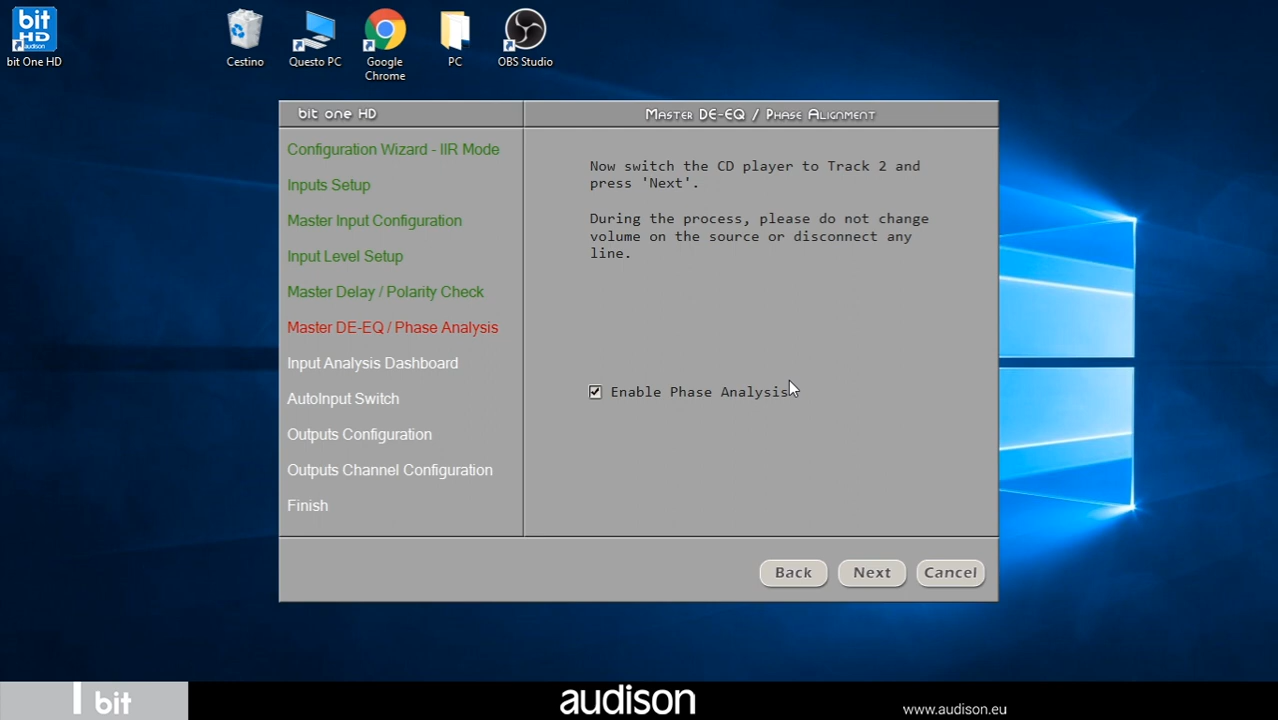 bit
HD
audison
bit One HD
Cestino
Questo PC
Google
Chrome
PC
OBS Studio
bit one HD
Master DE-EQ / Phase Alignment
Configuration Wizard - IIR Mode
Inputs Setup
Master Input Configuration
Input Level Setup
Master Delay / Polarity Check
Master DE-EQ / Phase Analysis
Input Analysis Dashboard
AutoInput Switch
Outputs Configuration
Outputs Channel Configuration
Finish
Now switch the CD player to Track 2 and
press 'Next'.
During the process, please do not change
volume on the source or disconnect any
line.
Enable Phase Analysis
Back
Next
Cancel
bit
audison
www.audison.eu